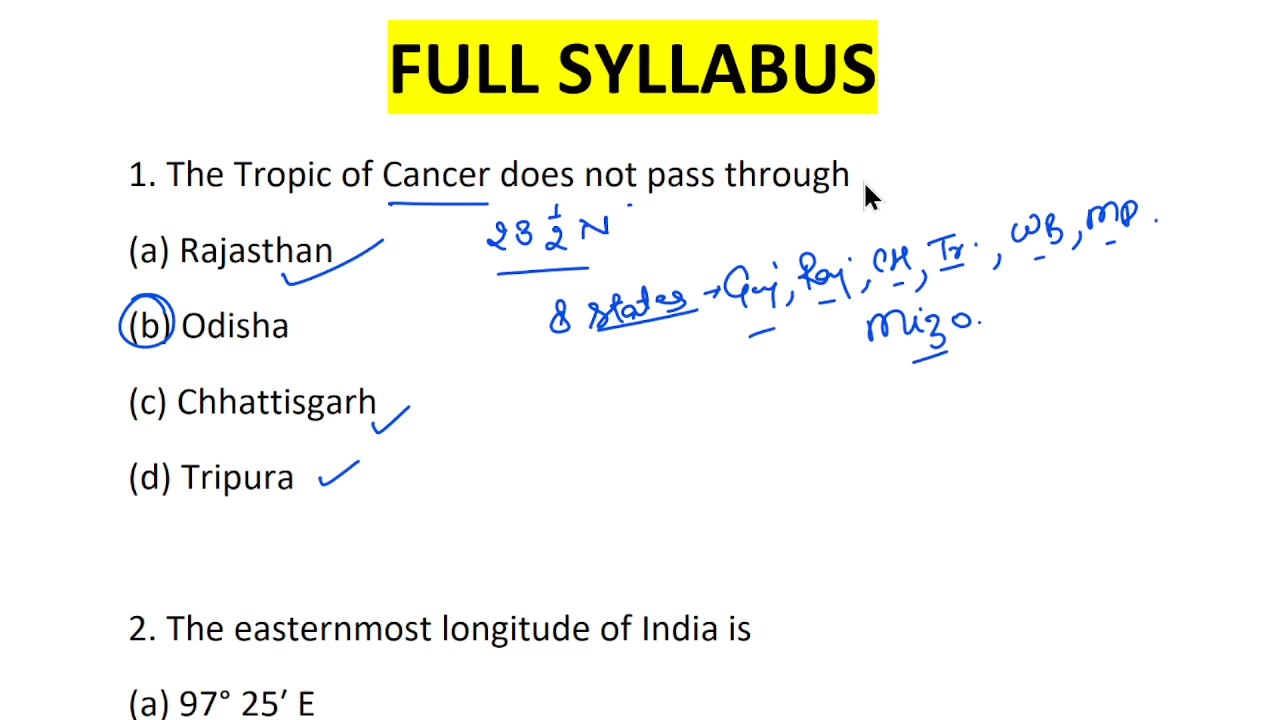 FULL SYLLABUS
1. The Tropic of Cancer does not pass through
23 1/2 N
(a) Rajasthan
8 states → Guj, Raj, CH, Tr, WB, MP.
Mizo.
(b) Odisha
(c) Chhattisgarh
(d) Tripura
2. The easternmost longitude of India is
(a) 97° 25′ E